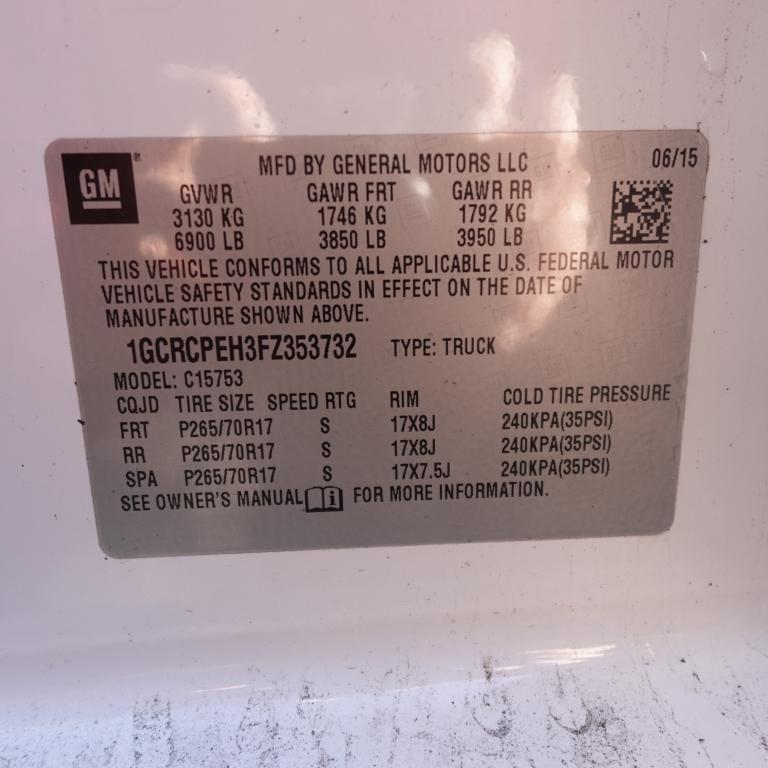 GM
MFD BY GENERAL MOTORS LLC 06/15
GVWR GAWR FRT GAWR RR
3130 KG 1746 KG 1792 KG
6900 LB 3850 LB 3950 LB
THIS VEHICLE CONFORMS TO ALL APPLICABLE U.S. FEDERAL MOTOR
VEHICLE SAFETY STANDARDS IN EFFECT ON THE DATE OF
MANUFACTURE SHOWN ABOVE.
1GCRCPEH3FZ353732 TYPE: TRUCK
MODEL: C15753
CQJD TIRE SIZE SPEED RTG RIM COLD TIRE PRESSURE
FRT P265/70R17 S 17X8J 240KPA(35PSI)
RR P265/70R17 S 17X8J 240KPA(35PSI)
SPA P265/70R17 S 17X7.5J 240KPA(35PSI)
SEE OWNER'S MANUAL i FOR MORE INFORMATION.